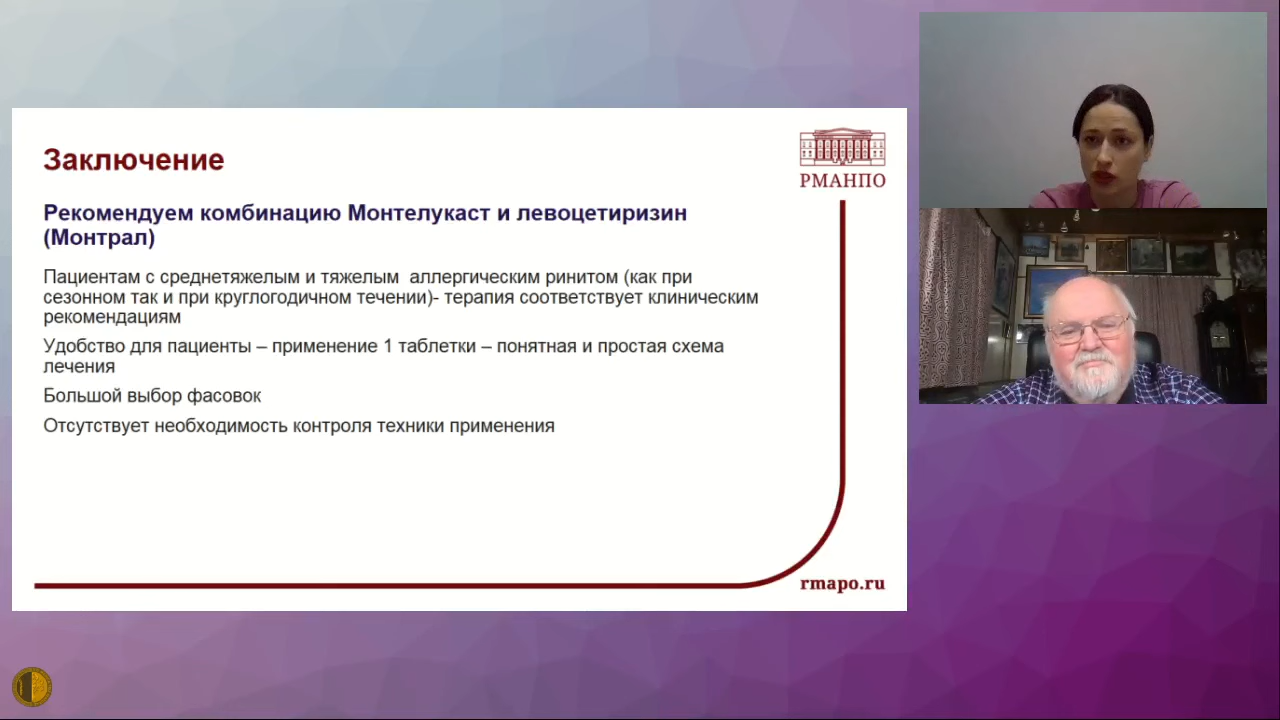 Заключение
РМАНПО
Рекомендуем комбинацию Монтелукаст и левоцетиризин
(Монтрал)
Пациентам с среднетяжелым и тяжелым аллергическим ринитом (как при
сезонном так и при круглогодичном течении)- терапия соответствует клиническим
рекомендациям
Удобство для пациенты – применение 1 таблетки – понятная и простая схема
лечения
Большой выбор фасовок
Отсутствует необходимость контроля техники применения
rmapo.ru